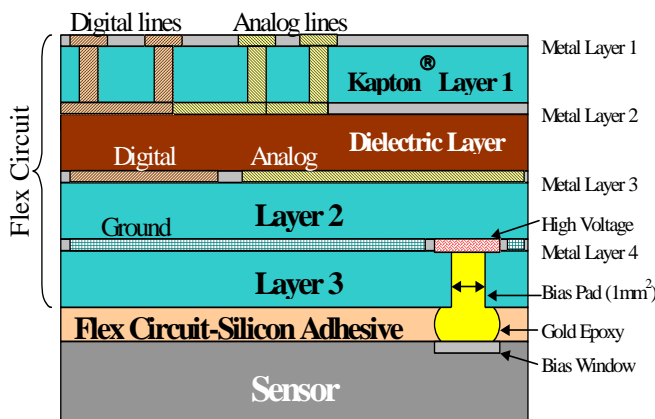 Digital lines Analog lines
Metal Layer 1
Kapton® Layer 1
Metal Layer 2
Dielectric Layer
Digital Analog
Metal Layer 3
Flex Circuit
Ground
Layer 2
High Voltage
Metal Layer 4
Layer 3
Bias Pad (1mm²)
Flex Circuit-Silicon Adhesive
Gold Epoxy
Bias Window
Sensor